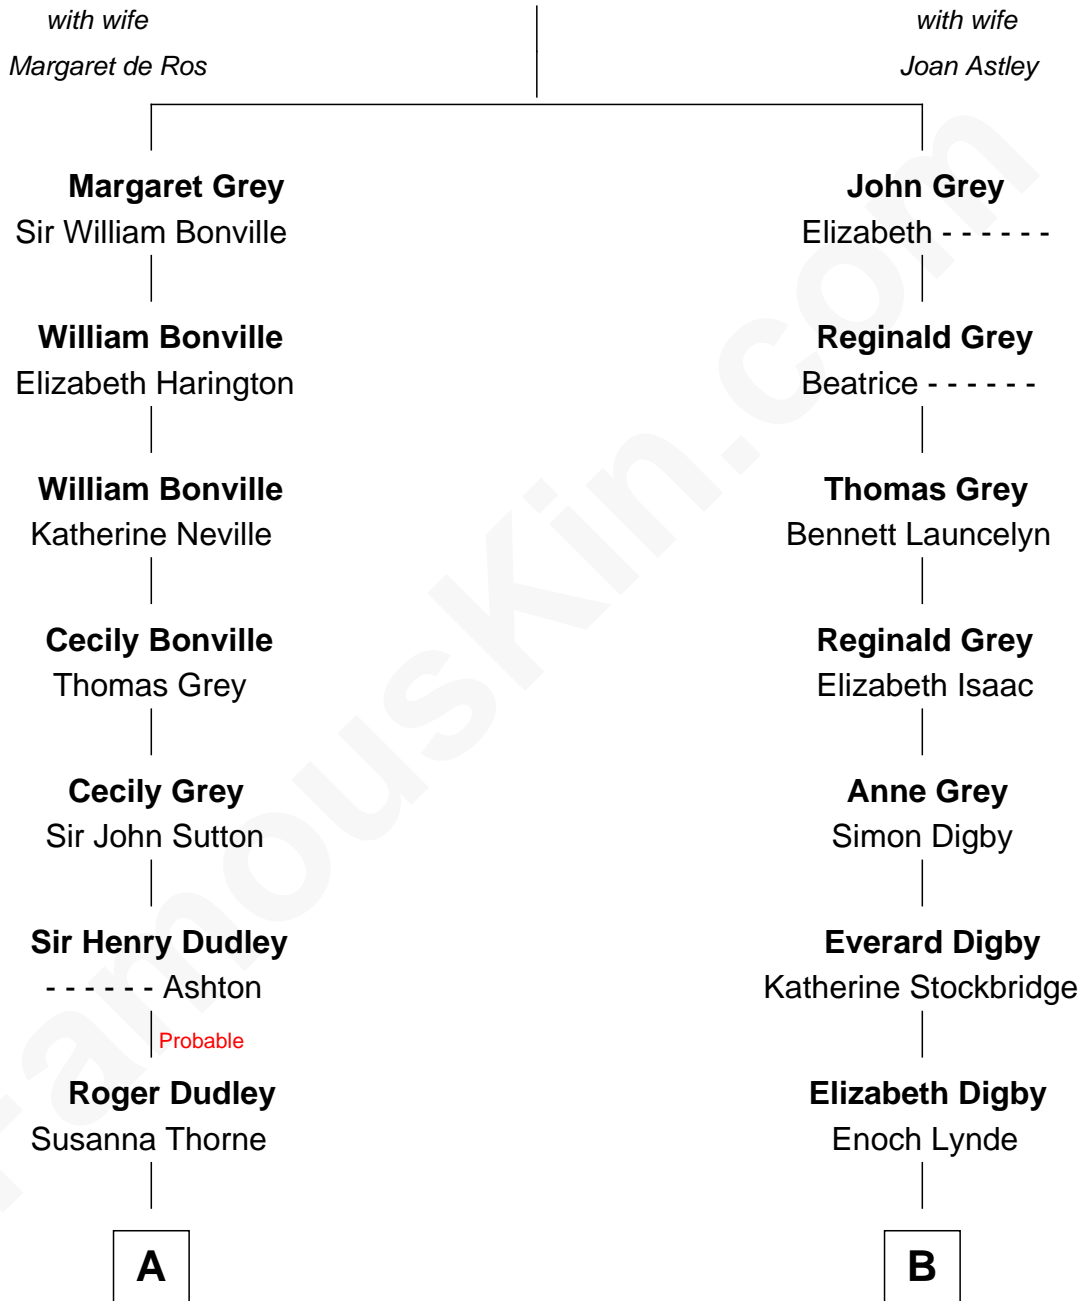 with wife
Margaret de Ros
with wife
Joan Astley
Margaret Grey
Sir William Bonville
John Grey
Elizabeth - - - - - -
William Bonville
Elizabeth Harington
Reginald Grey
Beatrice - - - - - -
William Bonville
Katherine Neville
Thomas Grey
Bennett Launcelyn
Cecily Bonville
Thomas Grey
Reginald Grey
Elizabeth Isaac
Cecily Grey
Sir John Sutton
Anne Grey
Simon Digby
Sir Henry Dudley
- - - - - - Ashton
Everard Digby
Katherine Stockbridge
Probable
Roger Dudley
Susanna Thorne
Elizabeth Digby
Enoch Lynde
A
B
FamousKin.com